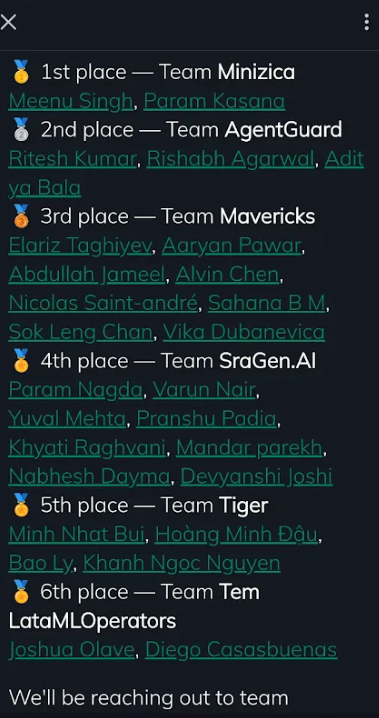 🥇 1st place — Team Minizica
Meenu Singh, Param Kasana
🥈 2nd place — Team AgentGuard
Ritesh Kumar, Rishabh Agarwal, Adit
ya Bala
🥉 3rd place — Team Mavericks
Elariz Taghiyev, Aaryan Pawar,
Abdullah Jameel, Alvin Chen,
Nicolas Saint-andré, Sahana B M,
Sok Leng Chan, Vika Dubanevica
🏅 4th place — Team SraGen.AI
Param Nagda, Varun Nair,
Yuval Mehta, Pranshu Padia,
Khyati Raghvani, Mandar parekh,
Nabhesh Dayma, Devyanshi Joshi
🏅 5th place — Team Tiger
Minh Nhat Bui, Hoàng Minh Đậu,
Bao Ly, Khanh Ngoc Nguyen
🏅 6th place — Team Tem
LataMLOperators
Joshua Olave, Diego Casasbuenas
We'll be reaching out to team